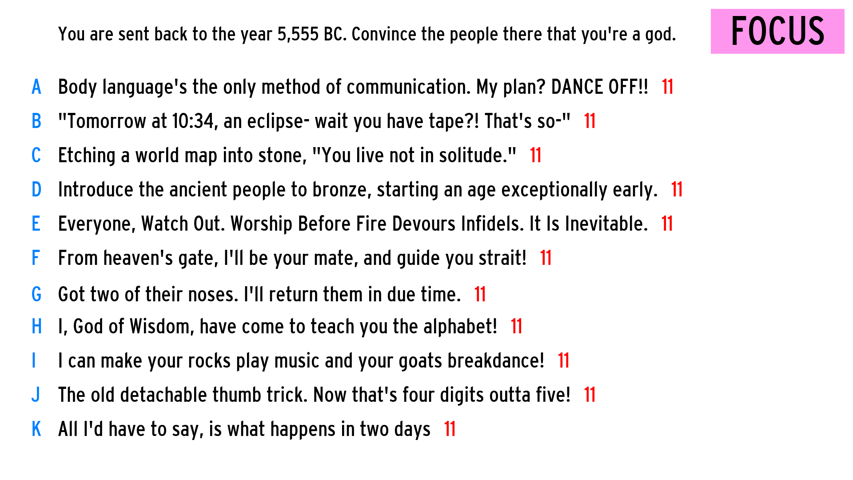 You are sent back to the year 5,555 BC. Convince the people there that you're a god.
FOCUS
A Body language's the only method of communication. My plan? DANCE OFF!! 11
B "Tomorrow at 10:34, an eclipse- wait you have tape?! That's so-" 11
C Etching a world map into stone, "You live not in solitude." 11
D Introduce the ancient people to bronze, starting an age exceptionally early. 11
E Everyone, Watch Out. Worship Before Fire Devours Infidels. It Is Inevitable. 11
F From heaven's gate, I'll be your mate, and guide you strait! 11
G Got two of their noses. I'll return them in due time. 11
H I, God of Wisdom, have come to teach you the alphabet! 11
I I can make your rocks play music and your goats breakdance! 11
J The old detachable thumb trick. Now that's four digits outta five! 11
K All I'd have to say, is what happens in two days 11